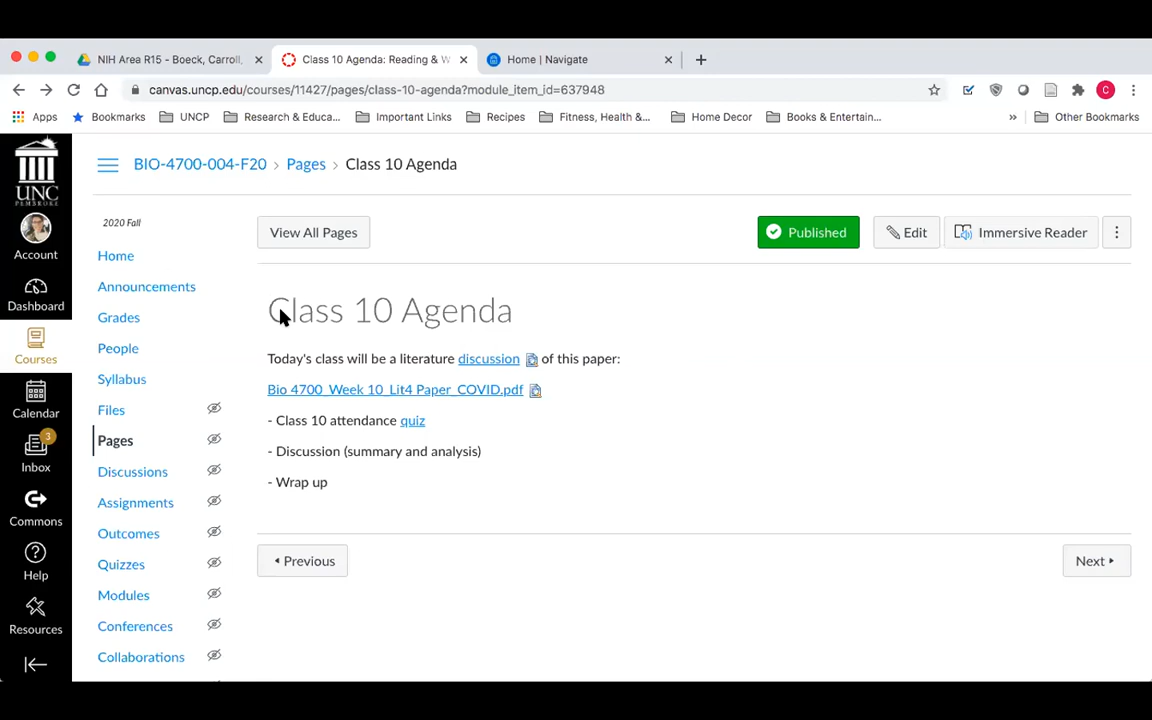 NIH Area R15 - Boeck, Carroll,
Class 10 Agenda: Reading & W
Home | Navigate
canvas.uncp.edu/courses/11427/pages/class-10-agenda?module_item_id=637948
C
Apps Bookmarks UNCP Research & Educa... Important Links Recipes Fitness, Health &... Home Decor Books & Entertain... » Other Bookmarks
UNC
PEMBROKE
Account
Dashboard
Courses
Calendar
3
Inbox
Commons
Help
Resources
BIO-4700-004-F20 › Pages › Class 10 Agenda
2020 Fall
Home
Announcements
Grades
People
Syllabus
Files
Pages
Discussions
Assignments
Outcomes
Quizzes
Modules
Conferences
Collaborations
View All Pages
Published
Edit
Immersive Reader
Class 10 Agenda
Today's class will be a literature discussion of this paper:
Bio 4700_Week 10_Lit4 Paper_COVID.pdf
- Class 10 attendance quiz
- Discussion (summary and analysis)
- Wrap up
Previous
Next